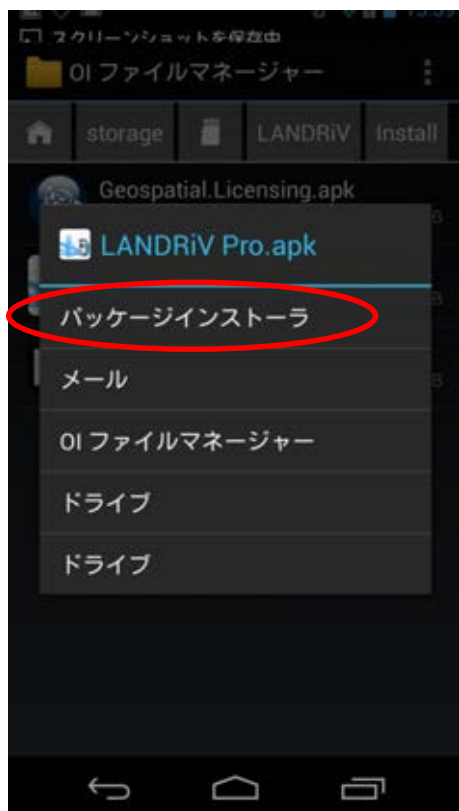 スクリーンショットを保存中
OI ファイルマネージャー
storage
LANDRiV
Install
Geospatial.Licensing.apk
LANDRiV Pro.apk
パッケージインストーラ
メール
OI ファイルマネージャー
ドライブ
ドライブ